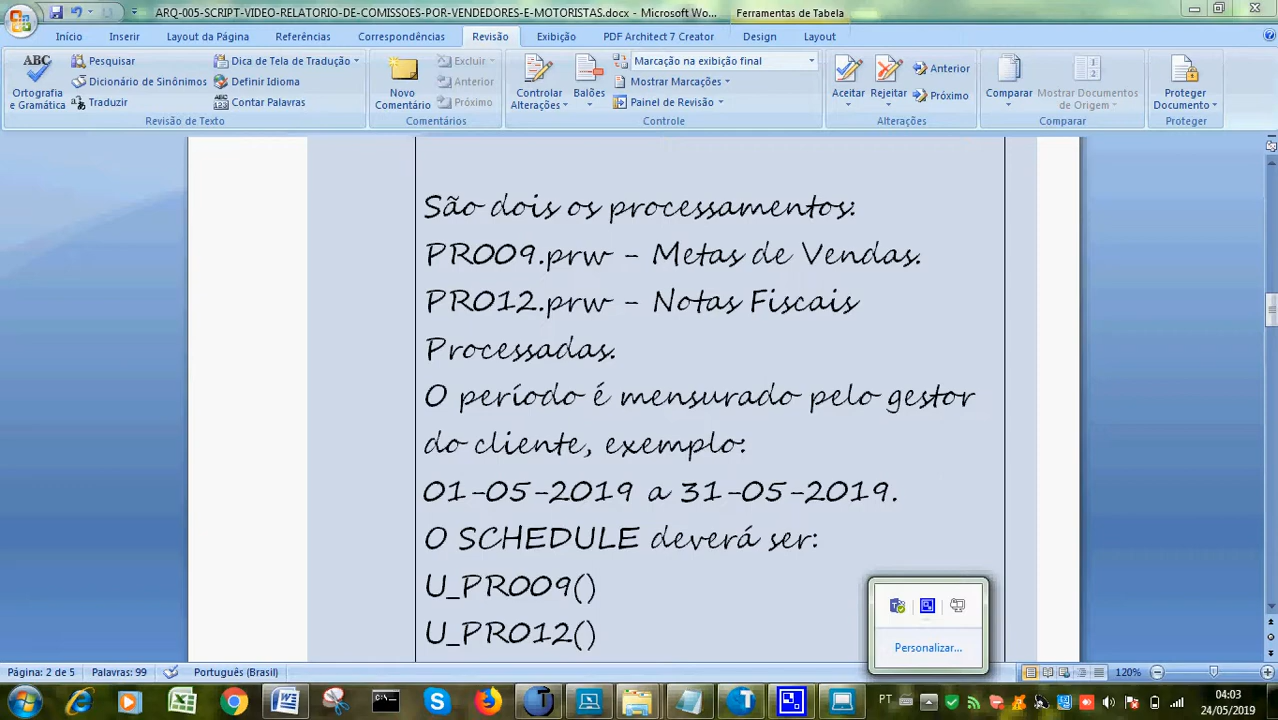 ARQ-005-SCRIPT-VIDEO-RELATORIO-DE-COMISSOES-POR-VENDEDORES-E-MOTORISTAS.docx - Microsoft Wo...
Ferramentas de Tabela
Início
Inserir
Layout da Página
Referências
Correspondências
Revisão
Exibição
PDF Architect 7 Creator
Design
Layout
ABC
Ortografia
e Gramática
Pesquisar
Dicionário de Sinônimos
Traduzir
Dica de Tela de Tradução
Definir Idioma
Contar Palavras
Revisão de Texto
Novo
Comentário
Excluir
Anterior
Próximo
Comentários
Controlar
Alterações
Balões
Marcação na exibição final
Mostrar Marcações
Painel de Revisão
Controle
Aceitar
Rejeitar
Anterior
Próximo
Alterações
Comparar
Mostrar Documentos
de Origem
Comparar
Proteger
Documento
Proteger
São dois os processamentos:
PR009.prw - Metas de Vendas.
PR012.prw - Notas Fiscais
Processadas.
O período é mensurado pelo gestor
do cliente, exemplo:
01-05-2019 a 31-05-2019.
O SCHEDULE deverá ser:
U_PR009()
U_PR012()
Personalizar...
Página: 2 de 5
Palavras: 99
Português (Brasil)
120%
PT
04:03
24/05/2019